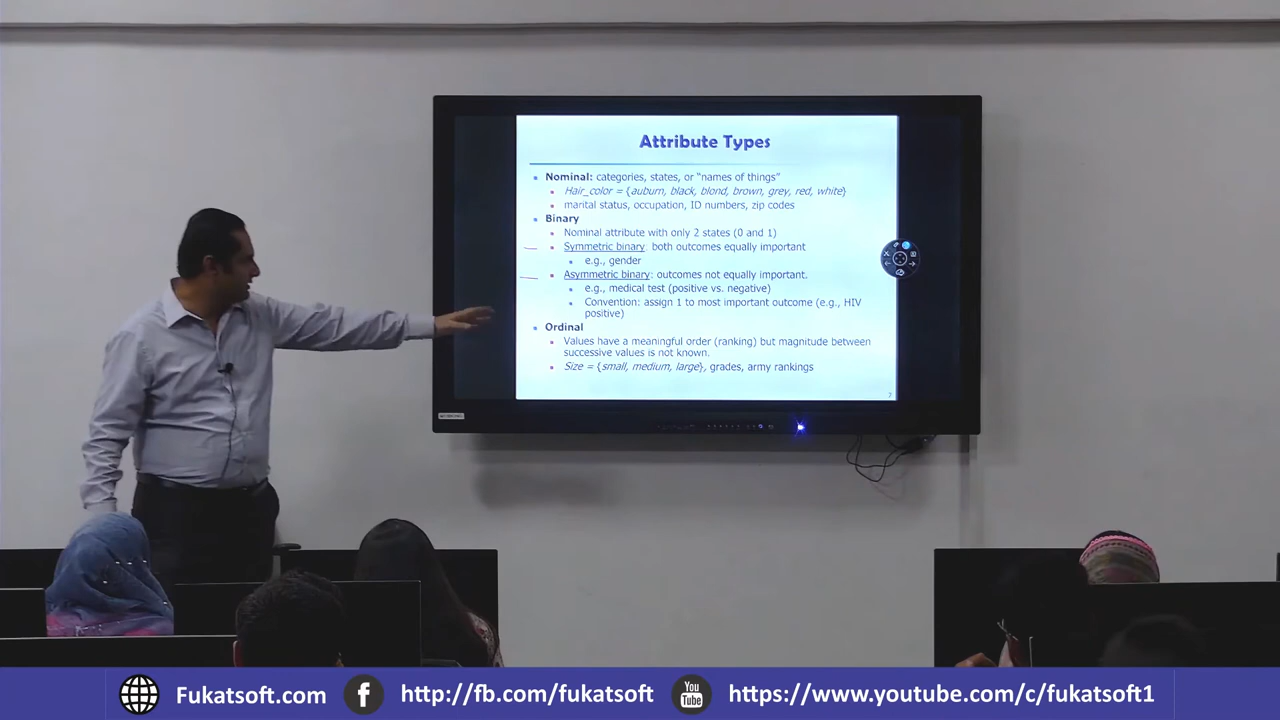 Attribute Types
Nominal: categories, states, or “names of things”
Hair_color = {auburn, black, blond, brown, grey, red, white}
marital status, occupation, ID numbers, zip codes
Binary
Nominal attribute with only 2 states (0 and 1)
Symmetric binary: both outcomes equally important
e.g., gender
Asymmetric binary: outcomes not equally important.
e.g., medical test (positive vs. negative)
Convention: assign 1 to most important outcome (e.g., HIV
positive)
Ordinal
Values have a meaningful order (ranking) but magnitude between
successive values is not known.
Size = {small, medium, large}, grades, army rankings
7
Fukatsoft.com
f
http://fb.com/fukatsoft
You
Tube
https://www.youtube.com/c/fukatsoft1